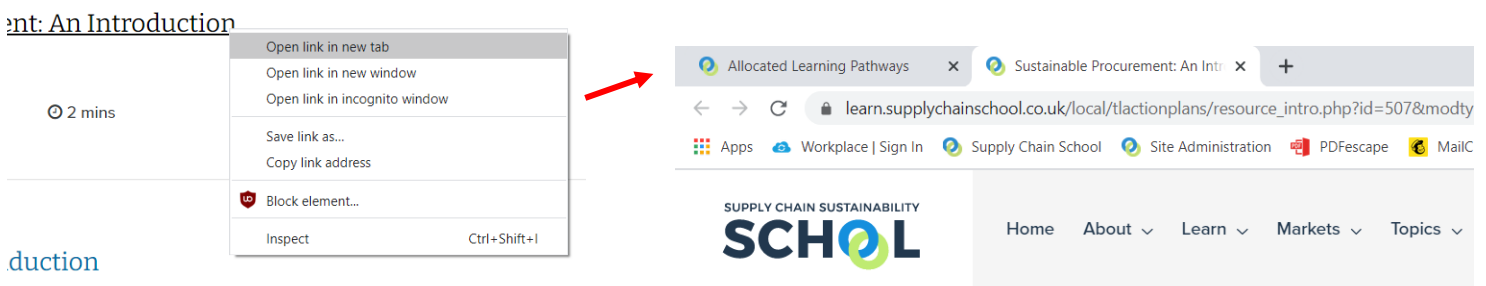 ent: An Introduction
2 mins
duction
Open link in new tab
Open link in new window
Open link in incognito window
Save link as...
Copy link address
Block element...
Inspect Ctrl+Shift+I
Allocated Learning Pathways
Sustainable Procurement: An Intr
learn.supplychainschool.co.uk/local/tlactionplans/resource_intro.php?id=507&modty
Apps Workplace | Sign In Supply Chain School Site Administration PDFescape MailC
SUPPLY CHAIN SUSTAINABILITY
SCHOOL
Home About Learn Markets Topics